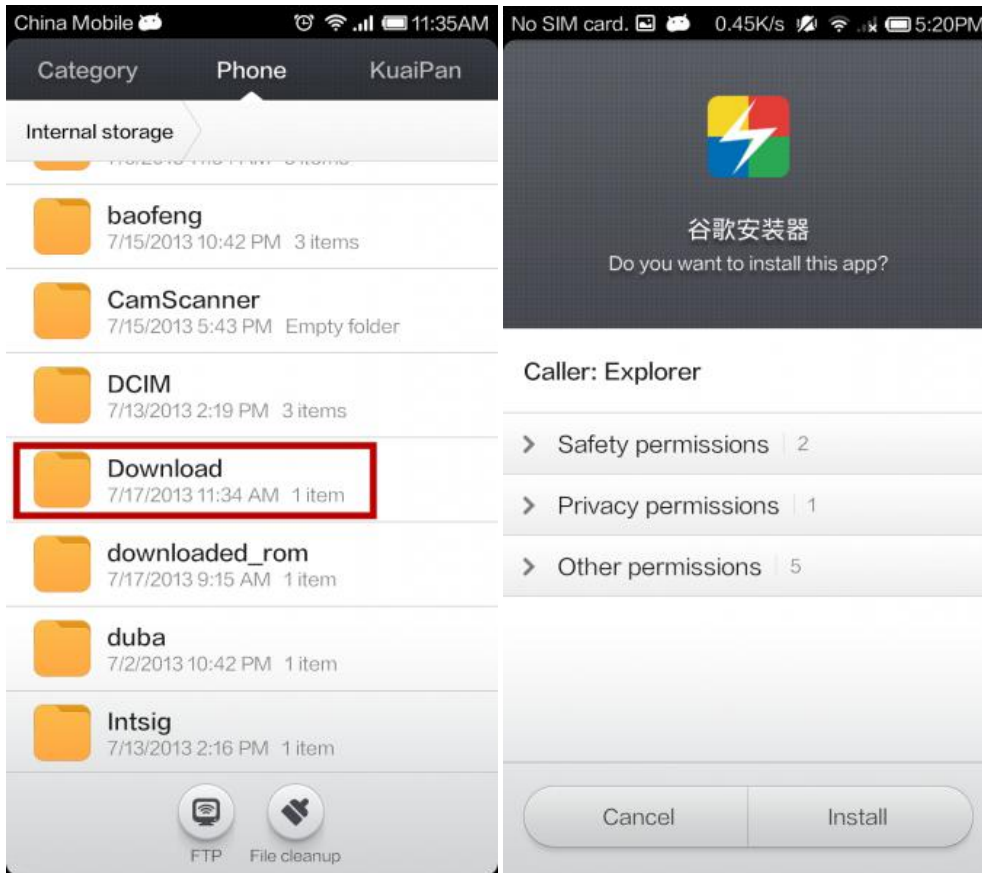 China Mobile 11:35AM
Category Phone KuaiPan
Internal storage
baofeng
7/15/2013 10:42 PM 3 items
CamScanner
7/15/2013 5:43 PM Empty folder
DCIM
7/13/2013 2:19 PM 3 items
Download
7/17/2013 11:34 AM 1 item
downloaded_rom
7/17/2013 9:15 AM 1 item
duba
7/2/2013 10:42 PM 1 item
Intsig
7/13/2013 2:16 PM 1 item
FTP File cleanup
No SIM card. 0.45K/s 5:20PM
谷歌安装器
Do you want to install this app?
Caller: Explorer
Safety permissions 2
Privacy permissions 1
Other permissions 5
Cancel Install